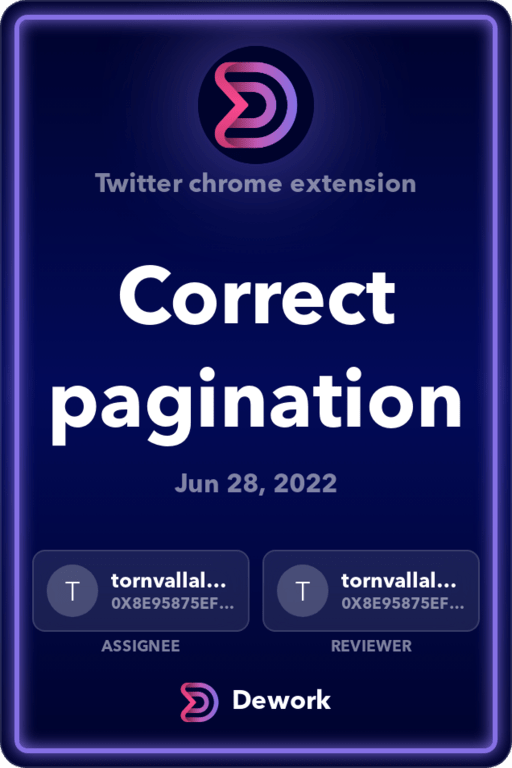 Twitter chrome extension
Correct
pagination
Jun 28, 2022
T tornvallal... T tornvallal...
0X8E95875EF... 0X8E95875EF...
ASSIGNEE REVIEWER
Dework